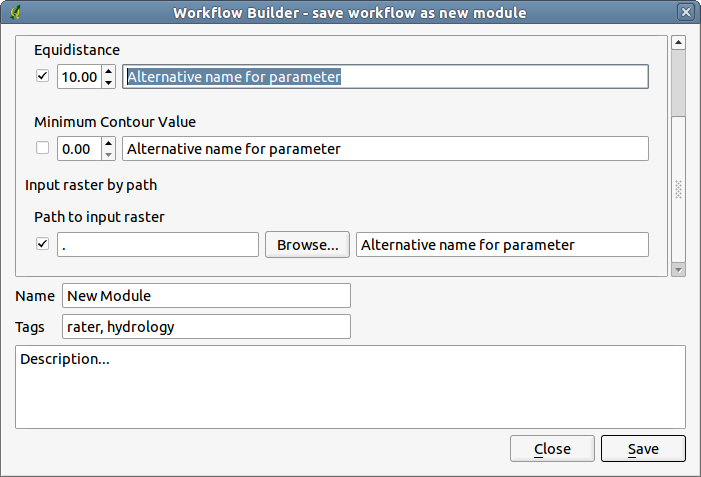 Workflow Builder - save workflow as new module
Equidistance
10.00 Alternative name for parameter
Minimum Contour Value
0.00 Alternative name for parameter
Input raster by path
Path to input raster
. Browse... Alternative name for parameter
Name New Module
Tags rater, hydrology
Description...
Close Save